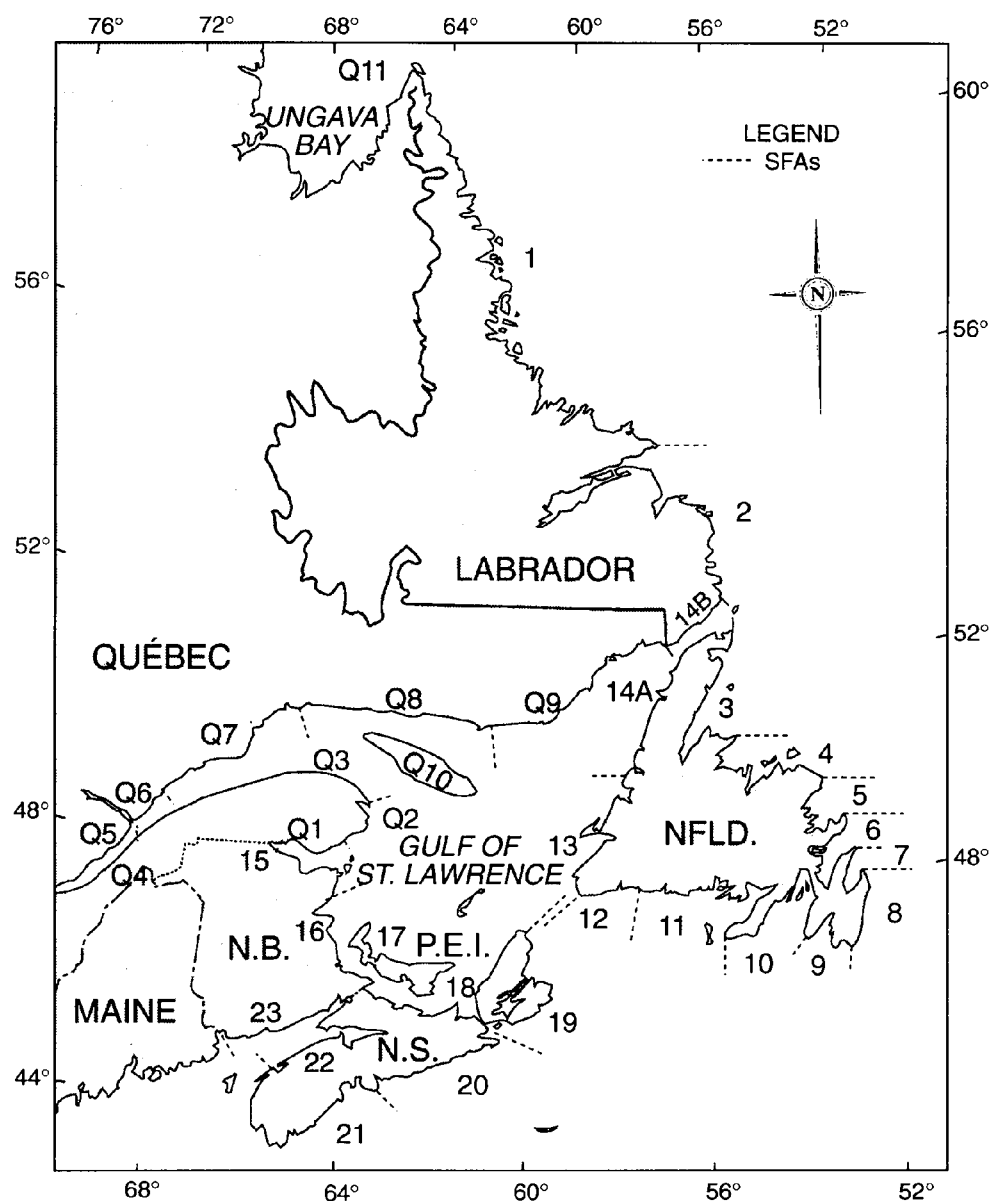 76° 72° 68° 64° 60° 56° 52°
Q11
60°
UNGAVA
BAY
LEGEND
SFAs
1
N
56°
56°
2
52°
LABRADOR
14B
52°
QUÉBEC
14A
Q8
Q9
3
Q7
Q3
Q10
4
Q6
5
48°
Q5
Q2
Q1
GULF OF
ST. LAWRENCE
13
NFLD.
6
15
7
48°
Q4
12
11
8
16
17
P.E.I.
N.B.
10
9
18
MAINE
23
19
22
N.S.
44°
20
21
68° 64° 60° 56° 52°